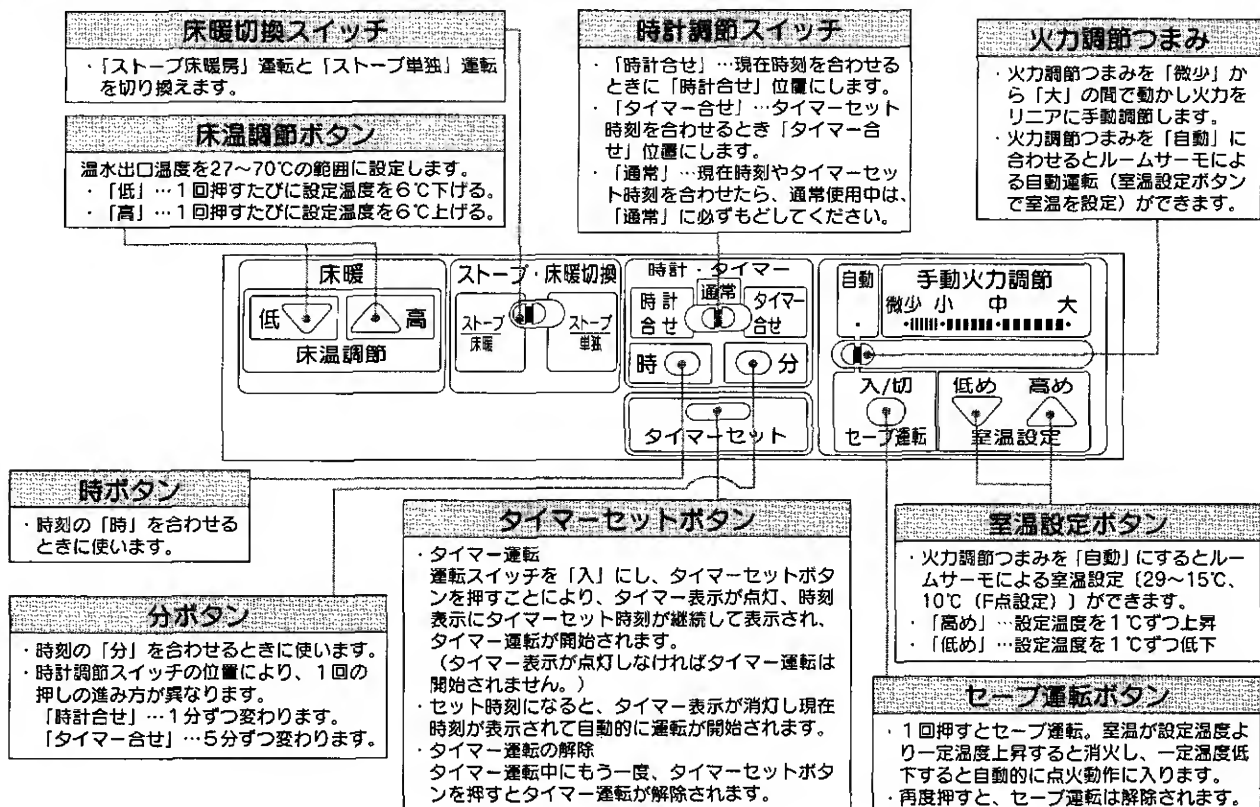 床暖切換スイッチ
・「ストーブ床暖房」運転と「ストーブ単独」運転
を切り換えます。
床温調節ボタン
温水出口温度を27〜70℃の範囲に設定します。
・「低」…1回押すたびに設定温度を6℃下げる。
・「高」…1回押すたびに設定温度を6℃上げる。
時計調節スイッチ
・「時計合せ」…現在時刻を合わせる
ときに「時計合せ」位置にします。
・「タイマー合せ」…タイマーセット
時刻を合わせるとき「タイマー合
せ」位置にします。
・「通常」…現在時刻やタイマーセッ
ト時刻を合わせたら、通常使用中は、
「通常」に必ずもどしてください。
火力調節つまみ
・火力調節つまみを「微少」か
ら「大」の間で動かし火力を
リニアに手動調節します。
・火力調節つまみを「自動」に
合わせるとルームサーモによ
る自動運転（室温設定ボタン
で室温を設定）ができます。
床暖
低 高
床温調節
ストーブ・床暖切換
ストーブ
床暖
ストーブ
単独
時計・タイマー
時計
合せ
通常
タイマー
合せ
時 分
タイマーセット
自動
手動火力調節
微少 小 中 大
入/切
セーブ運転
低め 高め
室温設定
時ボタン
・時刻の「時」を合わせる
ときに使います。
分ボタン
・時刻の「分」を合わせるときに使います。
・時計調節スイッチの位置により、1回の
押しの進み方が異なります。
「時計合せ」…1分ずつ変わります。
「タイマー合せ」…5分ずつ変わります。
タイマーセットボタン
・タイマー運転
運転スイッチを「入」にし、タイマーセットボタ
ンを押すことにより、タイマー表示が点灯、時刻
表示にタイマーセット時刻が継続して表示され、
タイマー運転が開始されます。
（タイマー表示が点灯しなければタイマー運転は
開始されません。）
・セット時刻になると、タイマー表示が消灯し現在
時刻が表示されて自動的に運転が開始されます。
・タイマー運転の解除
タイマー運転中にもう一度、タイマーセットボタ
ンを押すとタイマー運転が解除されます。
室温設定ボタン
・火力調節つまみを「自動」にするとルー
ムサーモによる室温設定〔29〜15℃、
10℃（F点設定）〕ができます。
・「高め」…設定温度を1℃ずつ上昇
・「低め」…設定温度を1℃ずつ低下
セーブ運転ボタン
・1回押すとセーブ運転。室温が設定温度よ
り一定温度上昇すると消火し、一定温度低
下すると自動的に点火動作に入ります。
・再度押すと、セーブ運転は解除されます。